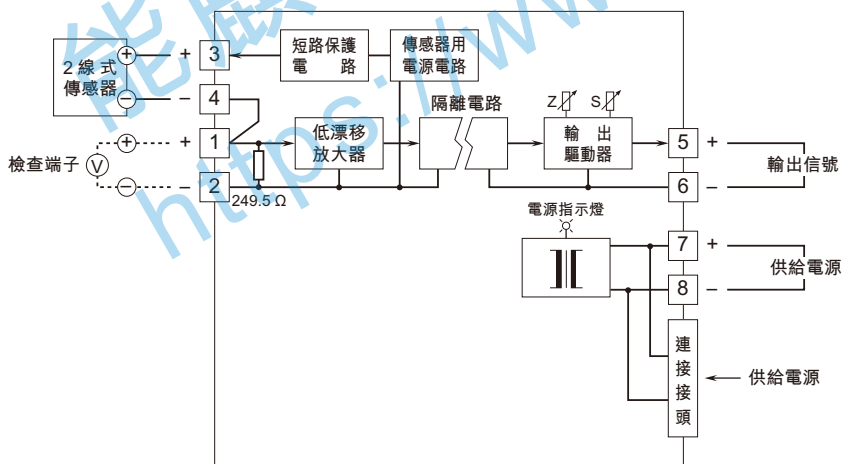 2 線 式
傳感器
+
−
+
−
3
4
短路保護
電 路
傳感器用
電源電路
檢查端子
V
+
−
+
−
1
2
249.5 Ω
低漂移
放大器
隔離電路
Z
S
輸 出
驅動器
5
6
+
−
輸出信號
電源指示燈
7
8
+
−
供給電源
連
接
接
頭
供給電源
能
https://ww